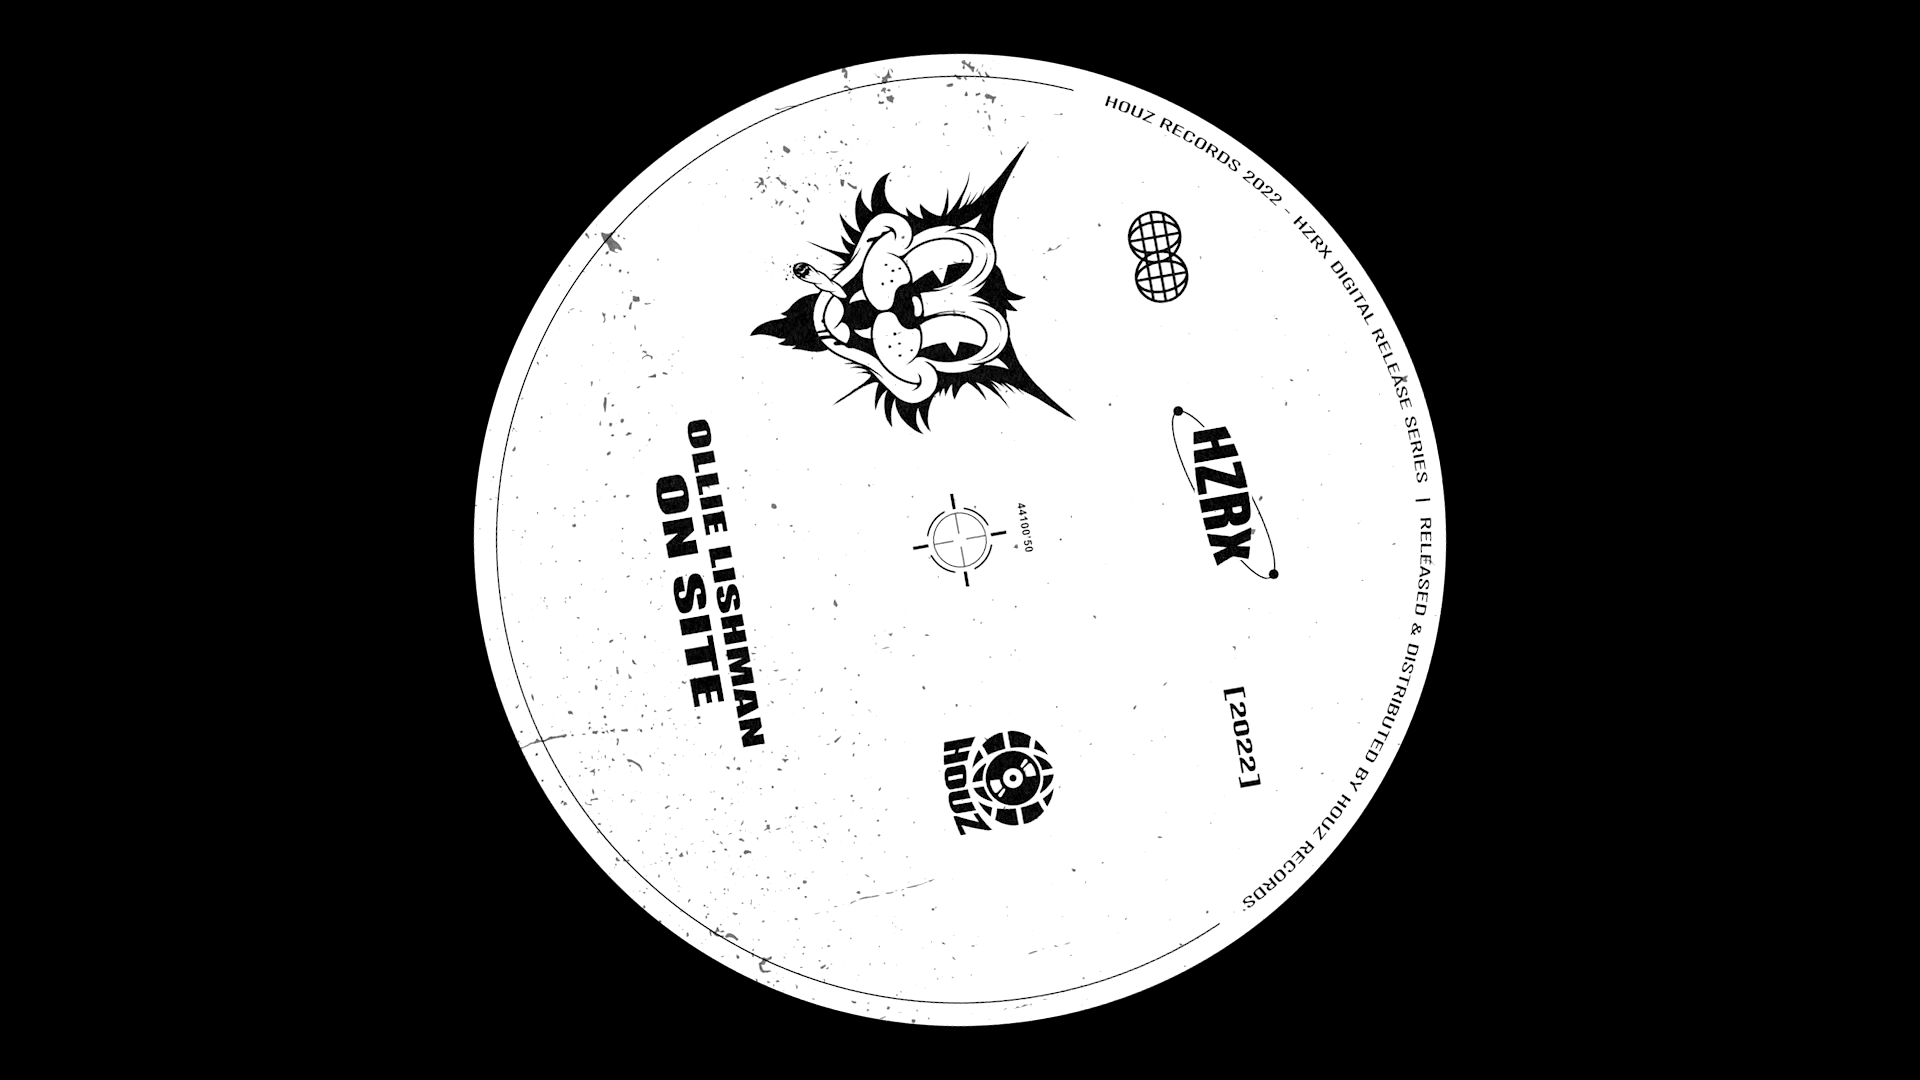 HOUZ RECORDS 2022 - HZRX DIGITAL RELEASE SERIES | RELEASED & DISTRIBUTED BY HOUZ RECORDS
HZRX
[2022]
44100'50
HOUZ
OLLIE LISHMAN
ON SITE